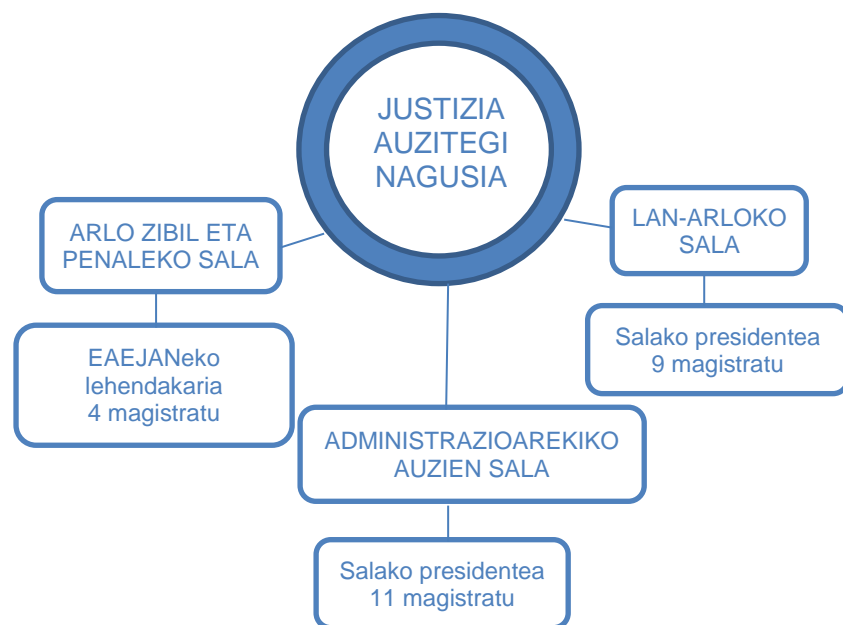 JUSTIZIA
AUZITEGI
NAGUSIA
ARLO ZIBIL ETA
PENALEKO SALA
LAN-ARLOKO
SALA
EAEJANeko
lehendakaria
4 magistratu
Salako presidentea
9 magistratu
ADMINISTRAZIOAREKIKO
AUZIEN SALA
Salako presidentea
11 magistratu